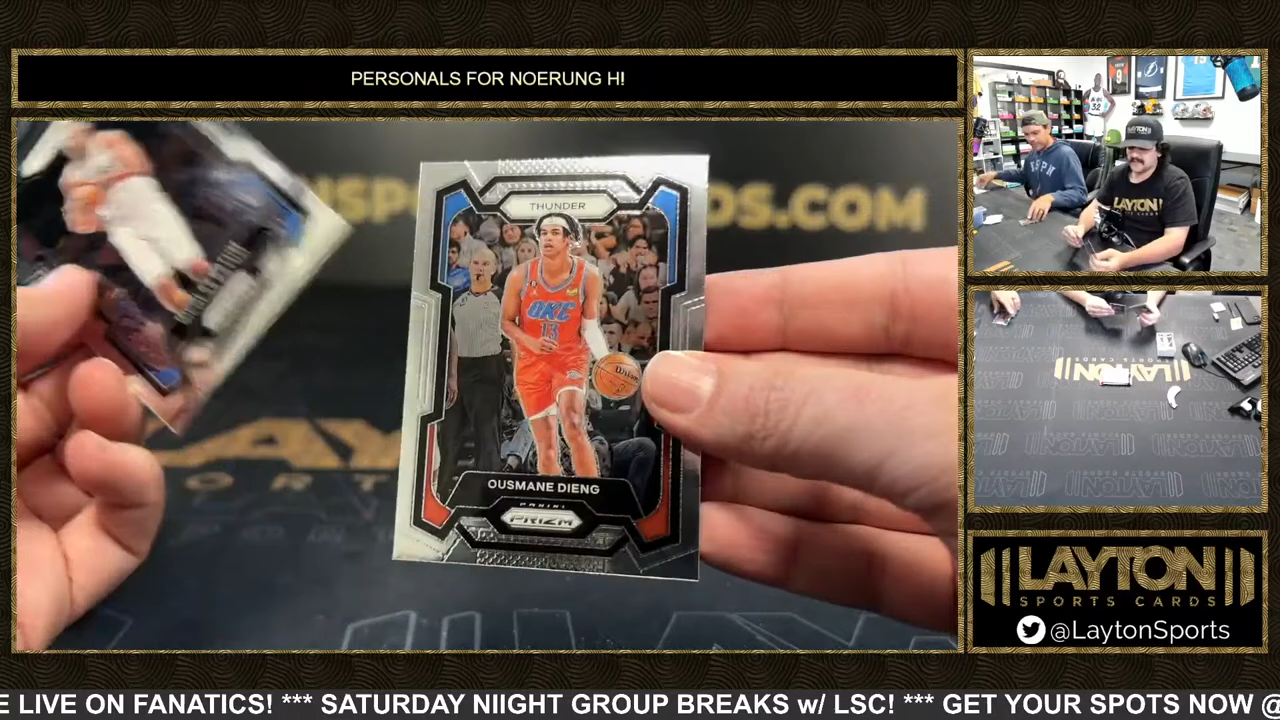 PERSONALS FOR NOERUNG H!
THUNDER
OKC
13
Wilson
OUSMANE DIENG
PANINI
PRIZM
LAYTON
SPORTS CARDS
@LaytonSports
E LIVE ON FANATICS! *** SATURDAY NIIGHT GROUP BREAKS w/ LSC! *** GET YOUR SPOTS NOW @